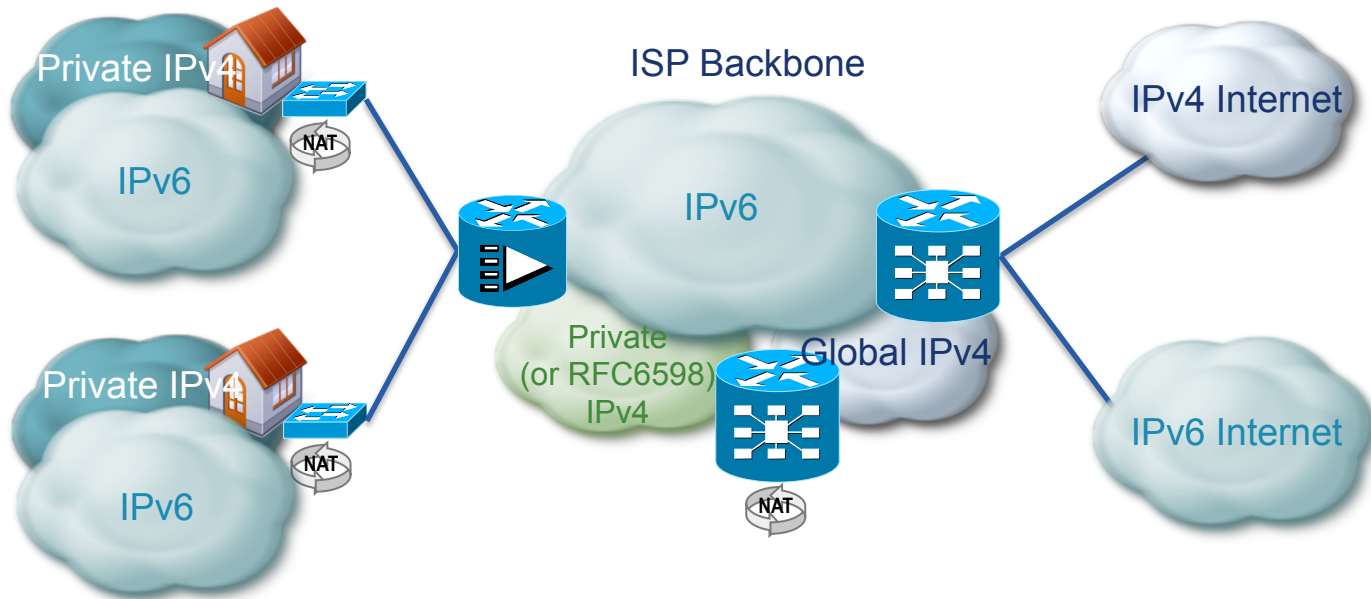 Private IPv4
IPv6
NAT
ISP Backbone
IPv6
IPv4 Internet
Private
(or RFC6598)
IPv4
Global IPv4
NAT
Private IPv4
IPv6
NAT
IPv6 Internet